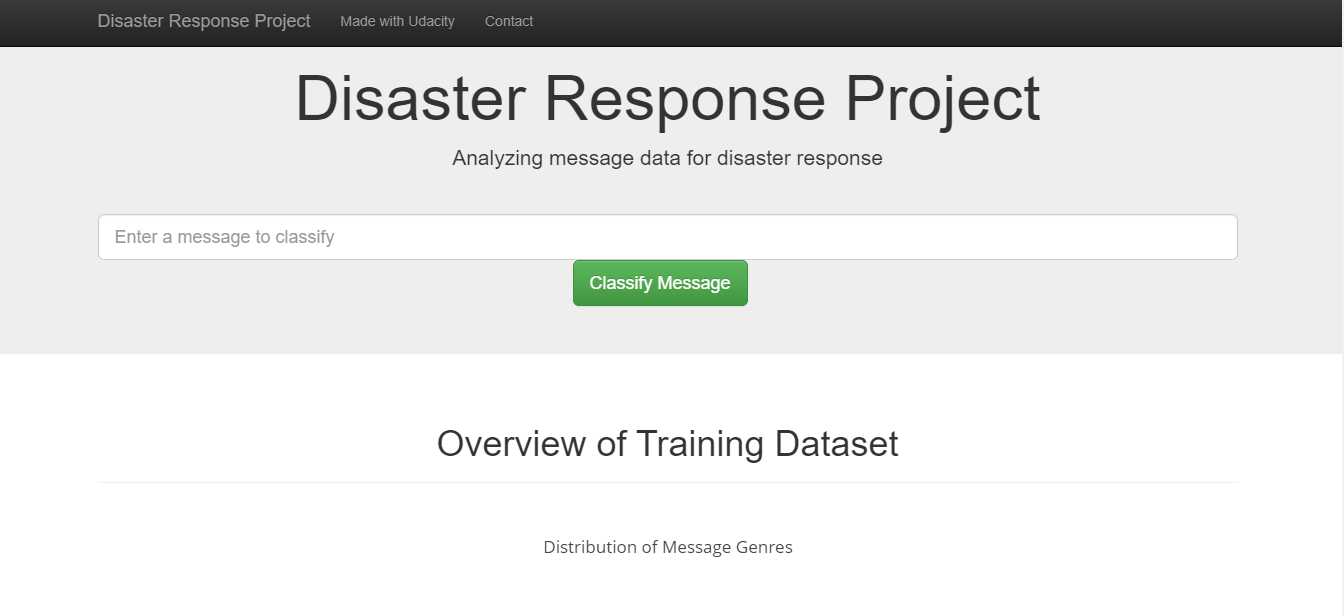 Disaster Response Project Made with Udacity Contact
Disaster Response Project
Analyzing message data for disaster response
Enter a message to classify
Classify Message
Overview of Training Dataset
Distribution of Message Genres